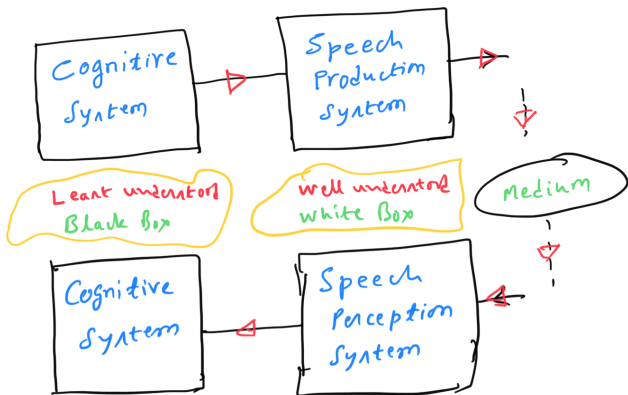 Cognitive
System
Speech
Production
System
Least understood
Black Box
Well understood
White Box
Medium
Cognitive
System
Speech
Perception
System